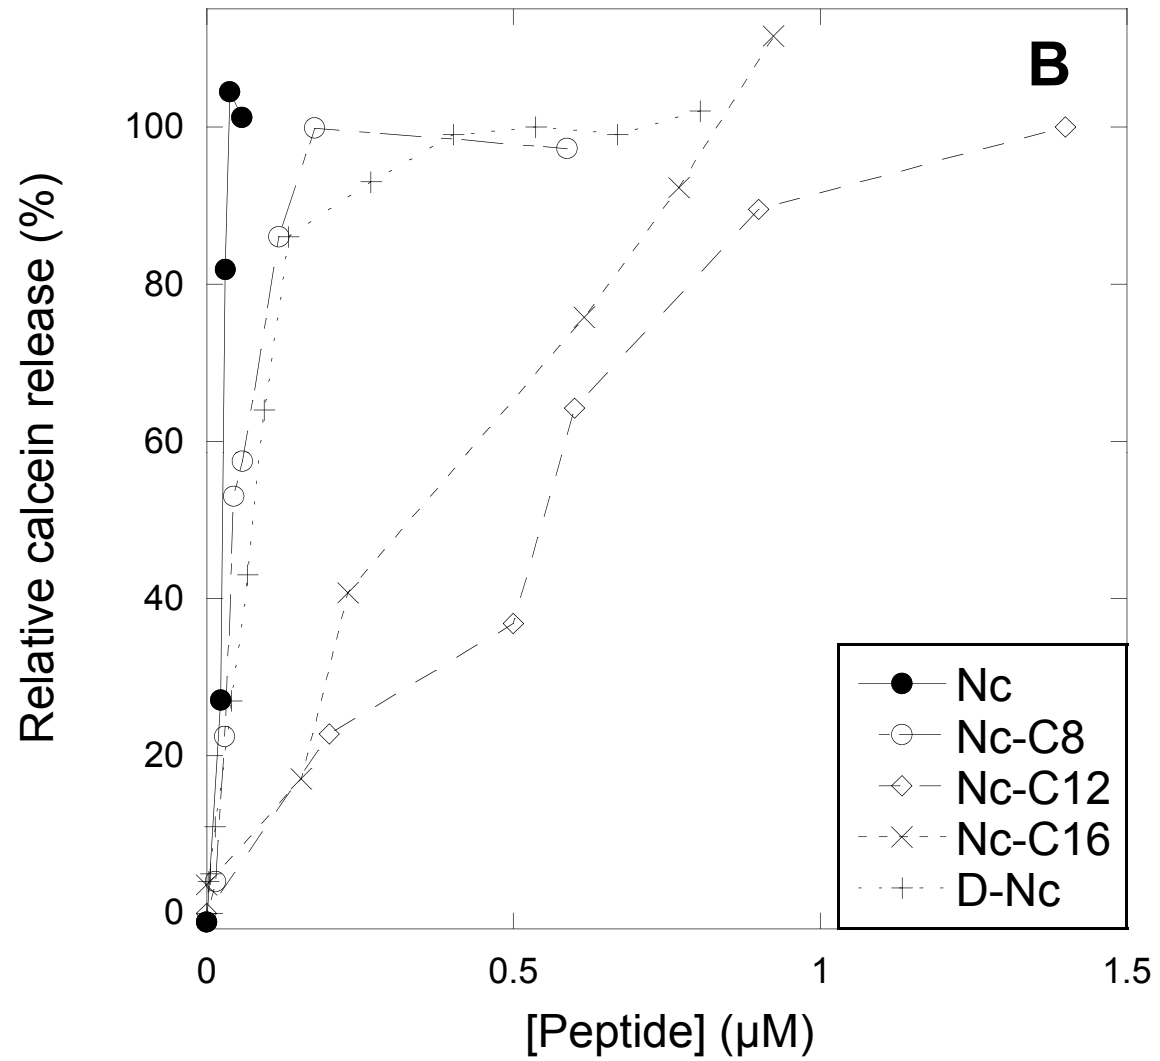 B
Relative calcein release (%)
100
80
60
40
20
0
0 0.5 1 1.5
[Peptide] (µM)
Nc
Nc-C8
Nc-C12
Nc-C16
D-Nc